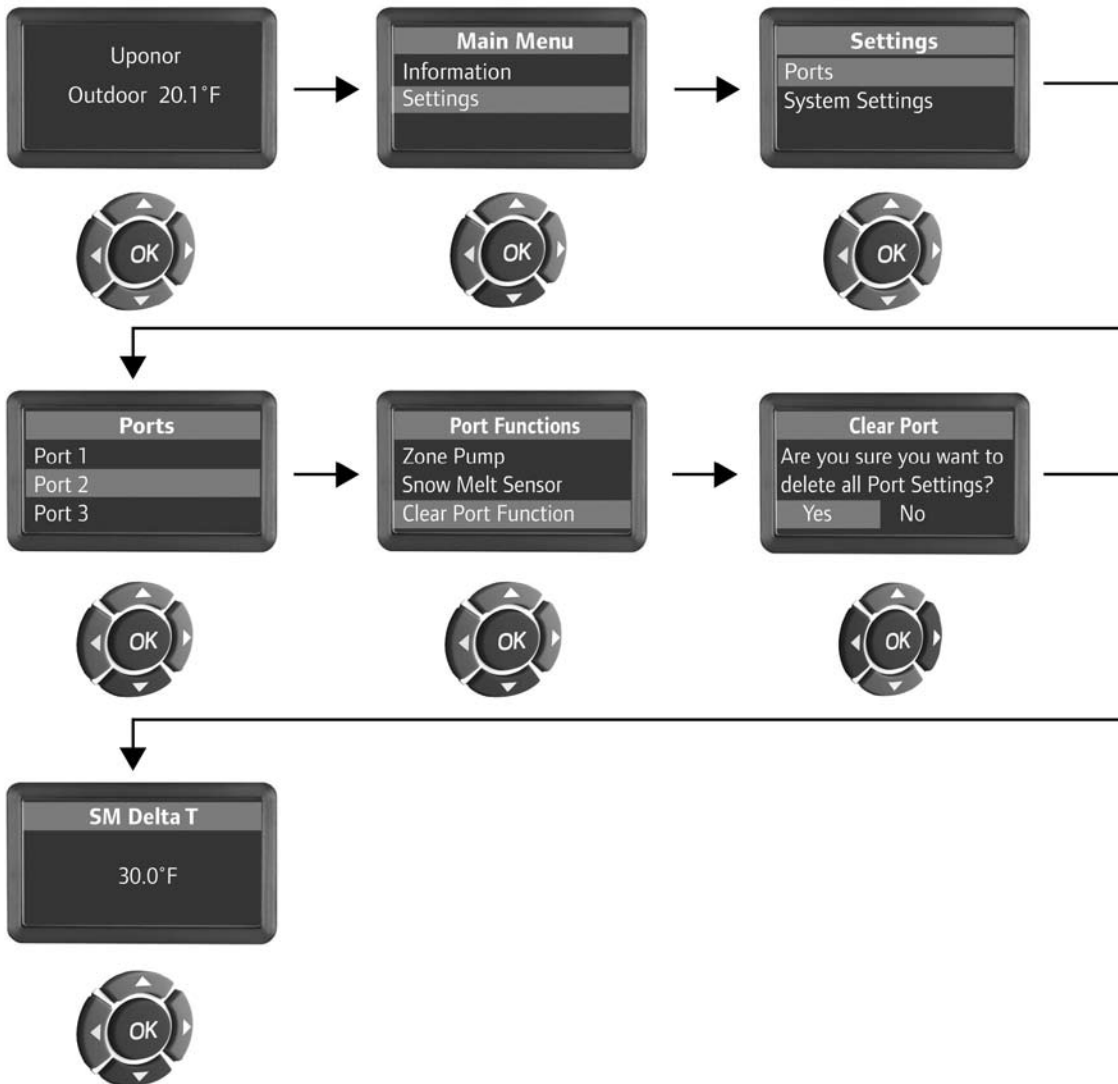 Uponor
Outdoor 20.1°F
OK
Main Menu
Information
Settings
OK
Settings
Ports
System Settings
OK
Ports
Port 1
Port 2
Port 3
OK
Port Functions
Zone Pump
Snow Melt Sensor
Clear Port Function
OK
Clear Port
Are you sure you want to
delete all Port Settings?
Yes No
OK
SM Delta T
30.0°F
OK